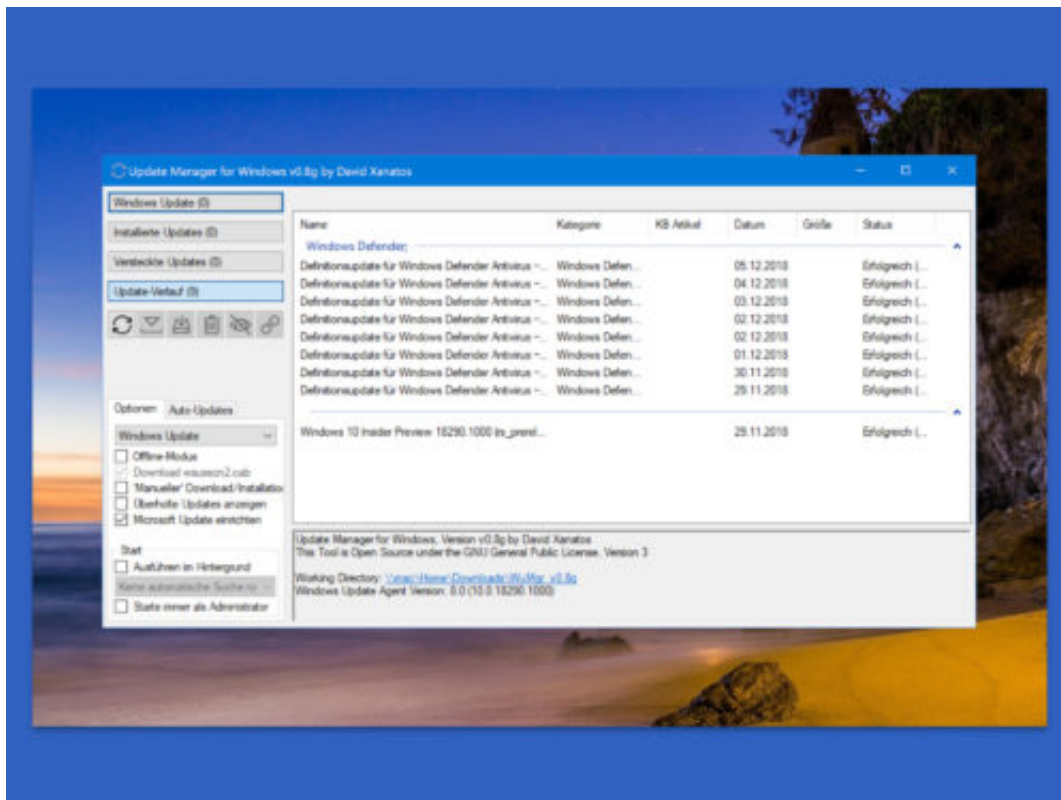 Update Manager for Windows v0.8g by David Xanatos
Windows Update (0)
Installierte Updates (0)
Versteckte Updates (0)
Update-Verlauf (9)
Optionen Auto-Updates
Windows Update
Offline-Modus
Download wsusscn2.cab
'Manueller' Download/Installation
Überholte Updates anzeigen
Microsoft Update einrichten
Start
Ausführen im Hintergrund
Keine automatische Suche
Starte immer als Administrator
Name Kategorie KB Artikel Datum Größe Status
Windows Defender;
Definitionsupdate für Windows Defender Antivirus –... Windows Defen... 05.12.2018 Erfolgreich (...
Definitionsupdate für Windows Defender Antivirus –... Windows Defen... 04.12.2018 Erfolgreich (...
Definitionsupdate für Windows Defender Antivirus –... Windows Defen... 03.12.2018 Erfolgreich (...
Definitionsupdate für Windows Defender Antivirus –... Windows Defen... 02.12.2018 Erfolgreich (...
Definitionsupdate für Windows Defender Antivirus –... Windows Defen... 02.12.2018 Erfolgreich (...
Definitionsupdate für Windows Defender Antivirus –... Windows Defen... 01.12.2018 Erfolgreich (...
Definitionsupdate für Windows Defender Antivirus –... Windows Defen... 30.11.2018 Erfolgreich (...
Definitionsupdate für Windows Defender Antivirus –... Windows Defen... 29.11.2018 Erfolgreich (...
Windows 10 Insider Preview 18290.1000 (rs_prerel... 29.11.2018 Erfolgreich (...
Update Manager for Windows, Version v0.8g by David Xanatos
This Tool is Open Source under the GNU General Public License, Version 3
Working Directory: \\mac\Home\Downloads\WuMgr_v0.8g
Windows Update Agent Version: 8.0 (10.0.18290.1000)